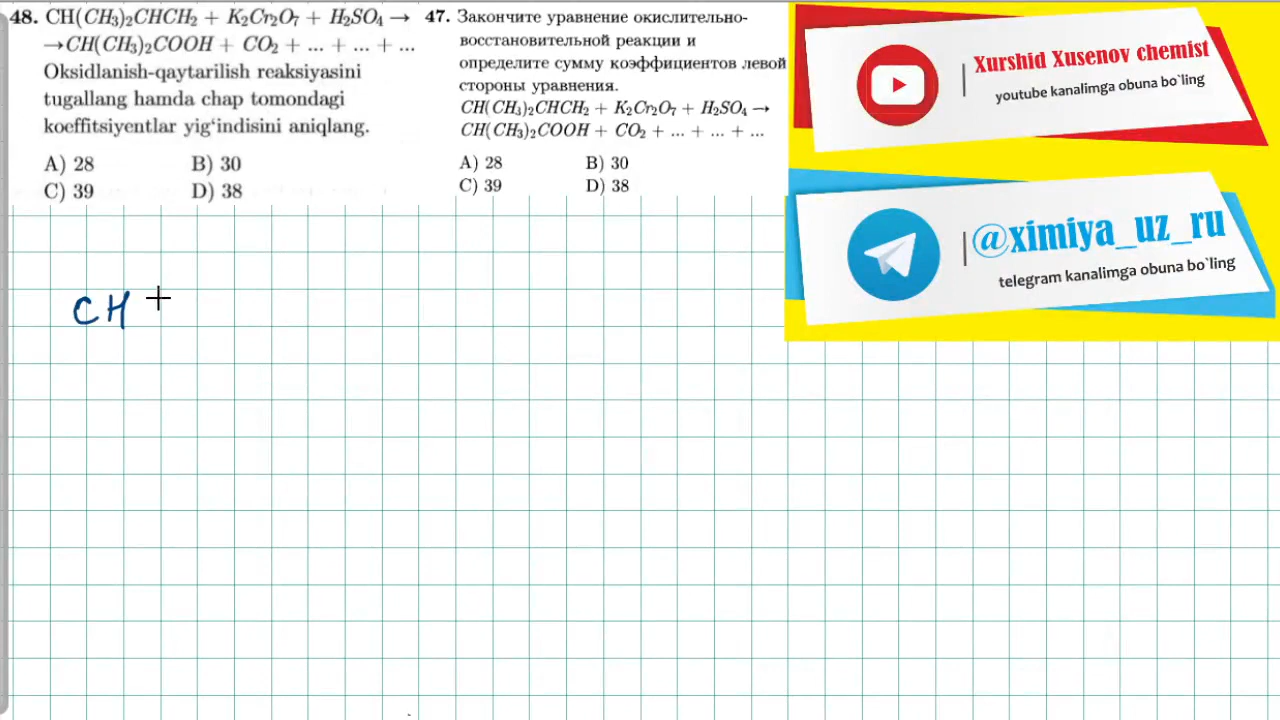 48. CH(CH₃)₂CHCH₂ + K₂Cr₂O₇ + H₂SO₄ →
→CH(CH₃)₂COOH + CO₂ + ... + ... + ...
Oksidlanish-qaytarilish reaksiyasini
tugallang hamda chap tomondagi
koeffitsiyentlar yig‘indisini aniqlang.
A) 28 B) 30
C) 39 D) 38
47. Закончите уравнение окислительно-
восстановительной реакции и
определите сумму коэффициентов левой
стороны уравнения.
CH(CH₃)₂CHCH₂ + K₂Cr₂O₇ + H₂SO₄ →
CH(CH₃)₂COOH + CO₂ + ... + ... + ...
A) 28 B) 30
C) 39 D) 38
Xurshid Xusenov chemist
youtube kanalimga obuna bo`ling
@ximiya_uz_ru
telegram kanalimga obuna bo`ling
CH